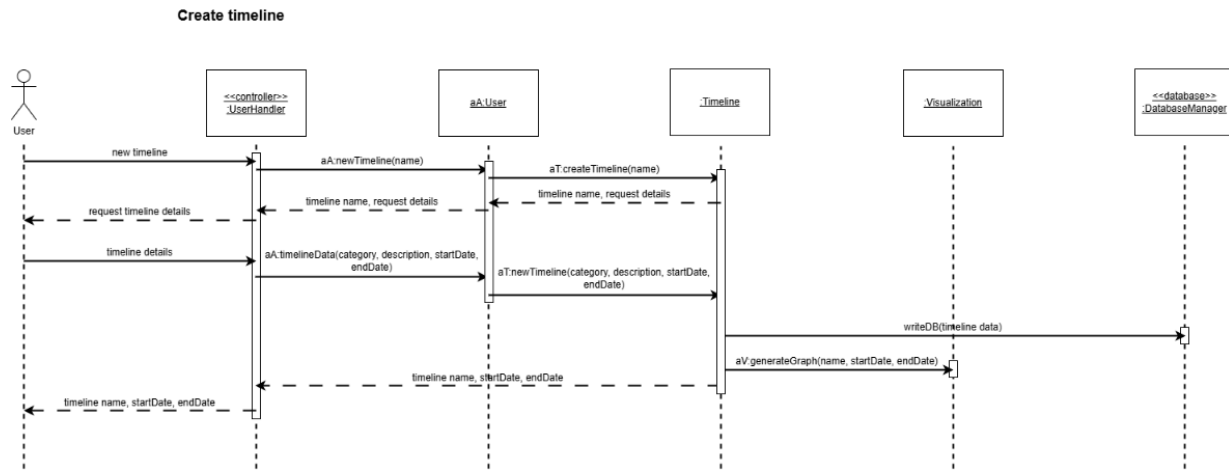 Create timeline
<<controller>>
:UserHandler
aA:User
:Timeline
:Visualization
<<database>>
:DatabaseManager
User
new timeline
aA:newTimeline(name)
aT:createTimeline(name)
timeline name, request details
timeline name, request details
request timeline details
timeline details
aA:timelineData(category, description, startDate,
endDate)
aT:newTimeline(category, description, startDate,
endDate)
writeDB(timeline data)
aV:generateGraph(name, startDate, endDate)
timeline name, startDate, endDate
timeline name, startDate, endDate